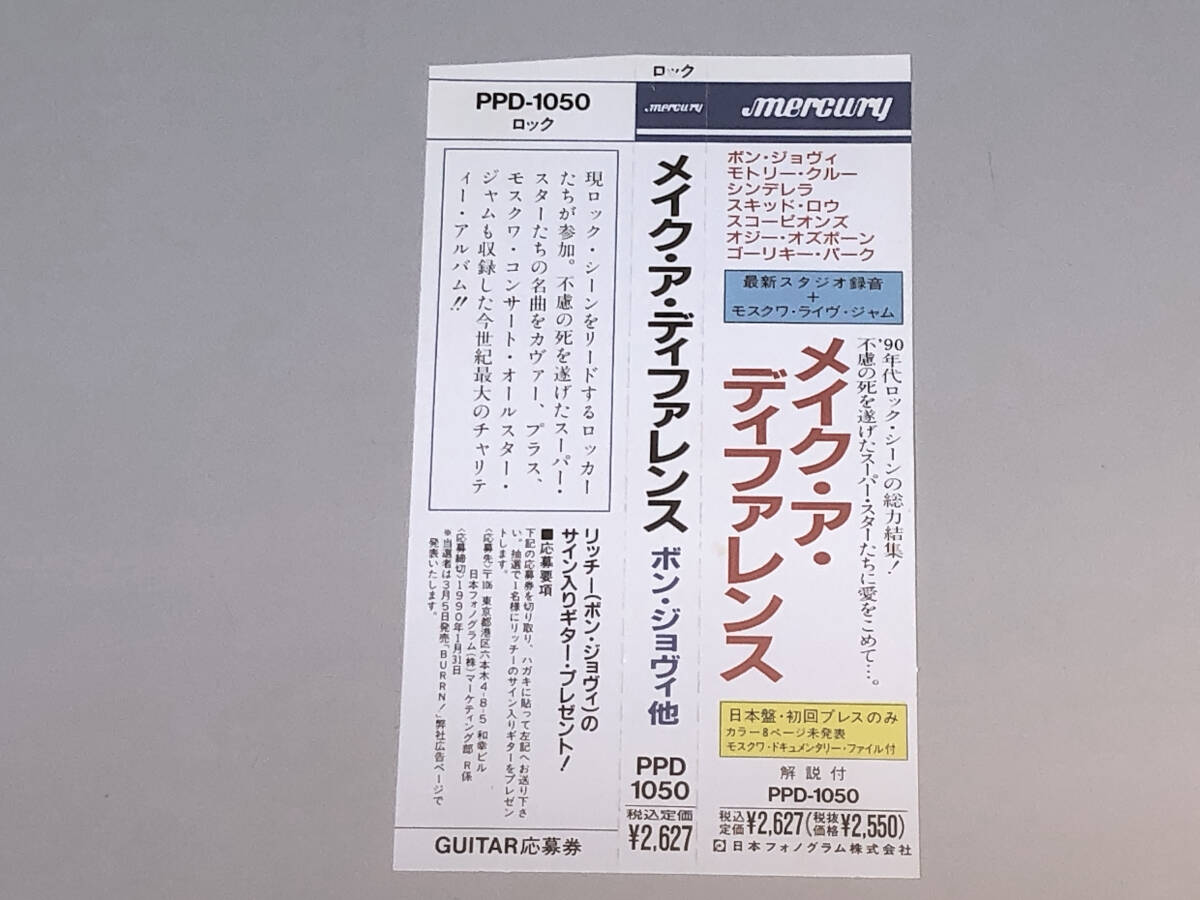 ロック
mercury
ボン・ジョヴィ
モトリー・クルー
シンデレラ
スキッド・ロウ
スコーピオンズ
オジー・オズボーン
ゴーリキー・パーク
最新スタジオ録音
+
モスクワ・ライヴ・ジャム
'90年代ロック・シーンの総力結集!
不慮の死を遂げたスーパー・スターたちに愛をこめて…。
メイク・ア・
ディファレンス
日本盤・初回プレスのみ
カラー8ページ未発表
モスクワ・ドキュメンタリー・ファイル付
解説付
PPD-1050
税込定価¥2,627(税抜価格¥2,550)
日本フォノグラム株式会社
mercury
メイク・ア・ディファレンス ボン・ジョヴィ他
PPD
1050
税込定価
¥2,627
PPD-1050
ロック
現ロック・シーンをリードするロッカー
たちが参加。不慮の死を遂げたスーパー・
スターたちの名曲をカヴァー、プラス、
モスクワ・コンサート・オールスター・
ジャムも収録した今世紀最大のチャリテ
ィー・アルバム!!
リッチー(ボン・ジョヴィ)の
サイン入りギター・プレゼント!
■応募要項
下記の応募券を切り取り、ハガキに貼って左記へお送り下さ
い。抽選で1名様にリッチーのサイン入りギターをプレゼン
トします。
〈応募先〉〒106 東京都港区六本木4-8-5 和幸ビル
日本フォノグラム(株)マーケティング部 R係
〈応募締切〉1990年1月31日
※当選者は3月5日発売「BURRN!」弊社広告ページで
発表いたします。
GUITAR応募券